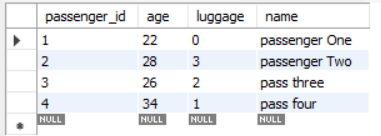 passenger_id age luggage name
1 22 0 passenger One
2 28 3 passenger Two
3 26 2 pass three
4 34 1 pass four
NULL NULL NULL NULL